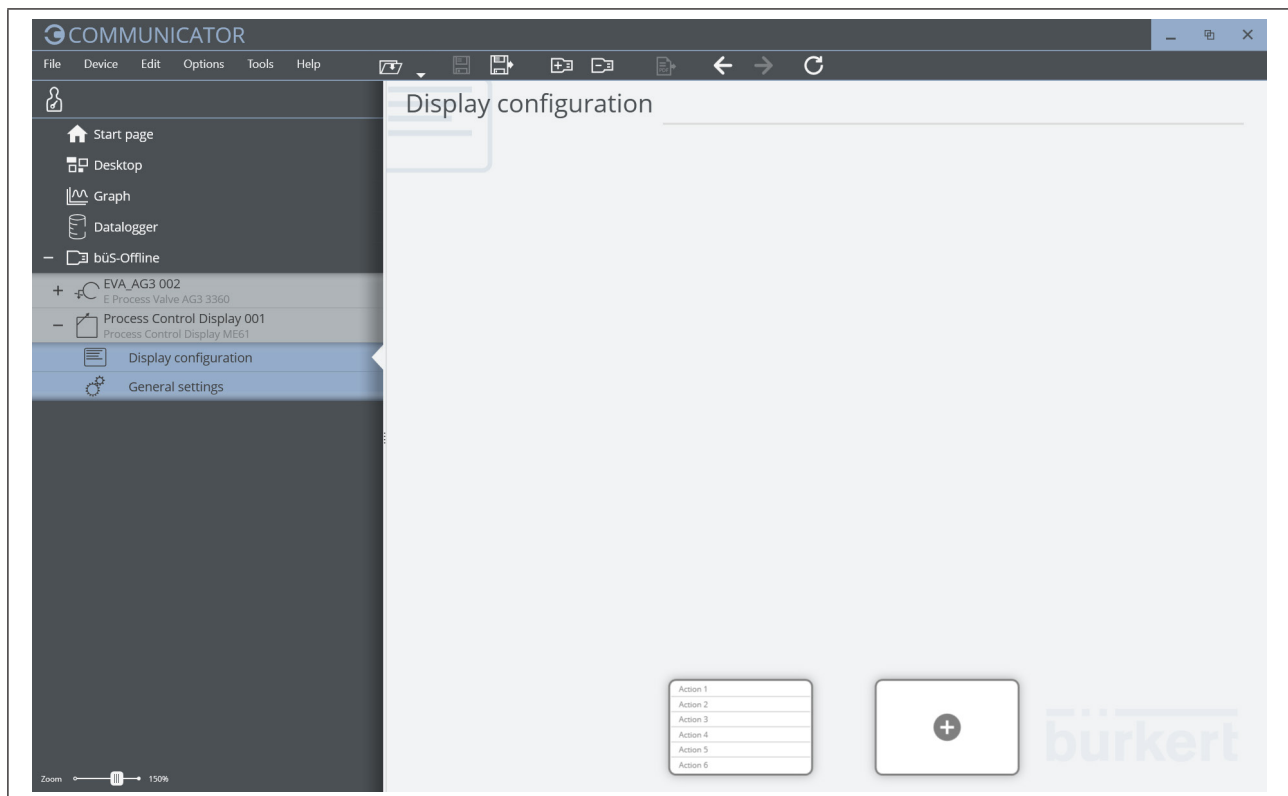 COMMUNICATOR
File Device Edit Options Tools Help
PDF
Start page
Desktop
Graph
Datalogger
büS-Offline
EVA_AG3 002
E Process Valve AG3 3360
Process Control Display 001
Process Control Display ME61
Display configuration
General settings
Zoom 150%
Display configuration
Action 1
Action 2
Action 3
Action 4
Action 5
Action 6
bürkert